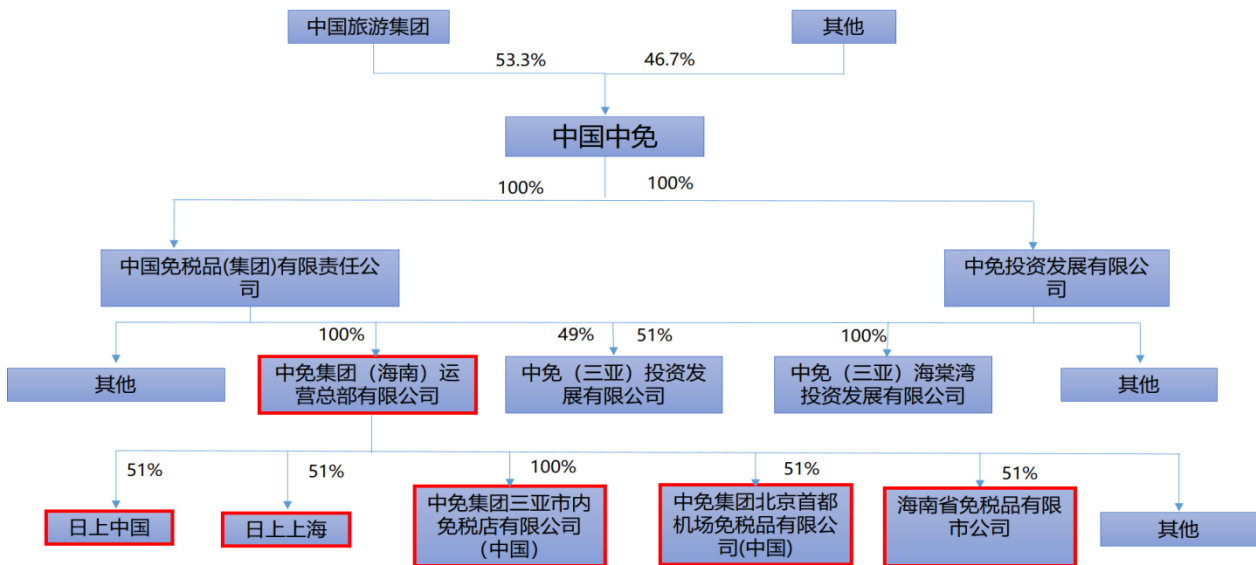 中国旅游集团
其他
53.3%
46.7%
中国中免
100%
100%
中国免税品(集团)有限责任公
司
中免投资发展有限公
司
100%
49%
51%
100%
其他
中免集团（海南）运
营总部有限公司
中免（三亚）投资发
展有限公司
中免（三亚）海棠湾
投资发展有限公司
其他
51%
51%
100%
51%
51%
日上中国
日上上海
中免集团三亚市内
免税店有限公司
（中国）
中免集团北京首都
机场免税品有限公
司(中国)
海南省免税品有限
市公司
其他